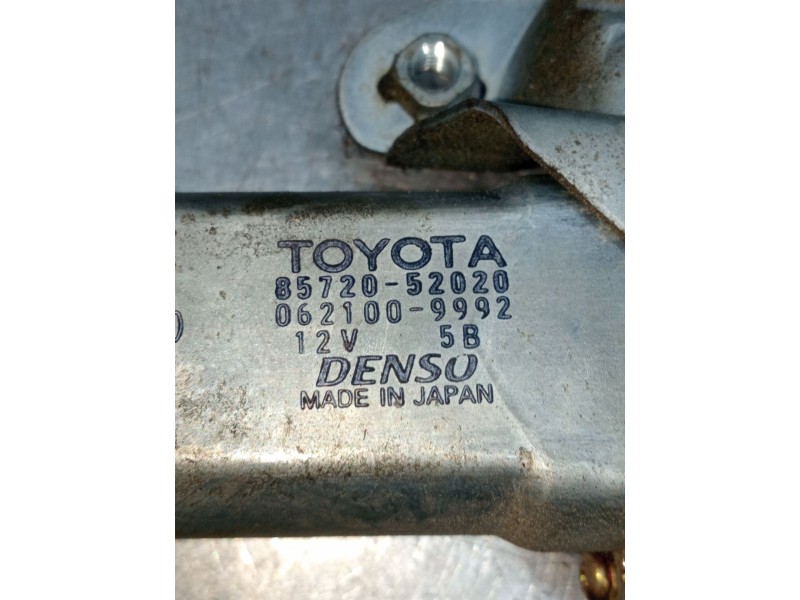 TOYOTA
85720-52020
062100-9992
12V 5B
DENSO
MADE IN JAPAN